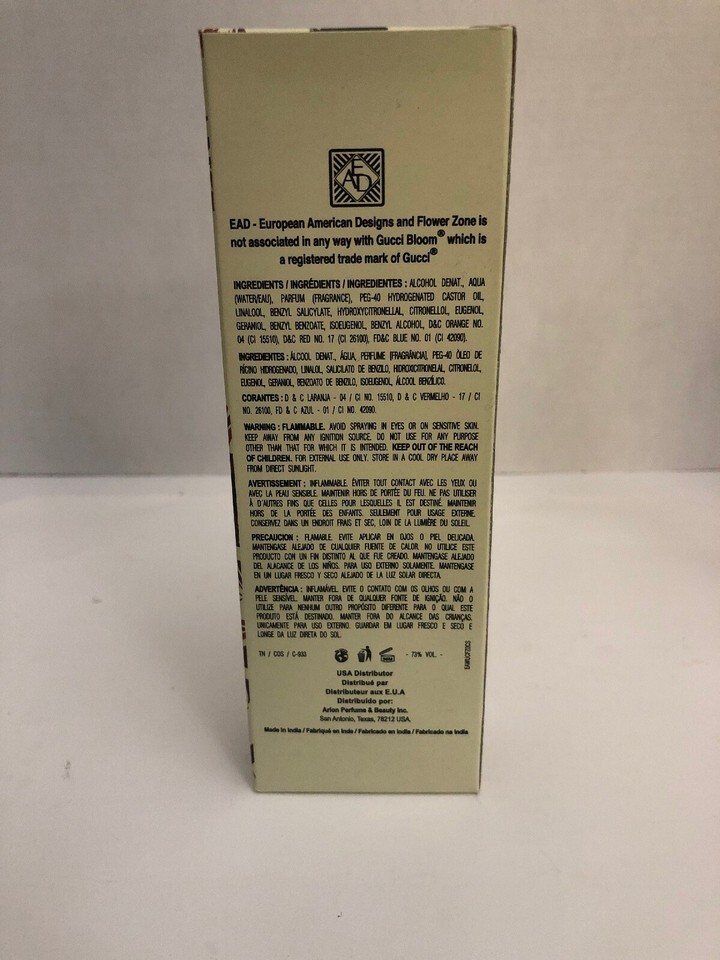 EAD
EAD - European American Designs and Flower Zone is
not associated in any way with Gucci Bloom® which is
a registered trade mark of Gucci®
INGREDIENTS / INGRÉDIENTS / INGREDIENTES : ALCOHOL DENAT., AQUA
(WATER/EAU), PARFUM (FRAGRANCE), PEG-40 HYDROGENATED CASTOR OIL,
LINALOOL, BENZYL SALICYLATE, HYDROXYCITRONELLAL, CITRONELLOL, EUGENOL,
GERANIOL, BENZYL BENZOATE, ISOEUGENOL, BENZYL ALCOHOL, D&C ORANGE NO.
04 (CI 15510), D&C RED NO. 17 (CI 26100), FD&C BLUE NO. 01 (CI 42090).
INGREDIENTES : ÁLCOOL DENAT., ÁGUA, PERFUME (FRAGRÂNCIA), PEG-40 ÓLEO DE
RÍCINO HIDROGENADO, LINALOL, SALICILATO DE BENZILO, HIDROXICITRONELAL, CITRONELOL,
EUGENOL, GERANIOL, BENZOATO DE BENZILO, ISOEUGENOL, ÁLCOOL BENZÍLICO.
CORANTES : D & C LARANJA - 04 / CI NO. 15510, D & C VERMELHO - 17 / CI
NO. 26100, FD & C AZUL - 01 / CI NO. 42090.
WARNING : FLAMMABLE. AVOID SPRAYING IN EYES OR ON SENSITIVE SKIN.
KEEP AWAY FROM ANY IGNITION SOURCE. DO NOT USE FOR ANY PURPOSE
OTHER THAN THAT FOR WHICH IT IS INTENDED. KEEP OUT OF THE REACH
OF CHILDREN. FOR EXTERNAL USE ONLY. STORE IN A COOL DRY PLACE AWAY
FROM DIRECT SUNLIGHT.
AVERTISSEMENT : INFLAMMABLE. ÉVITER TOUT CONTACT AVEC LES YEUX OU
AVEC LA PEAU SENSIBLE. MAINTENIR HORS DE PORTÉE DU FEU. NE PAS UTILISER
À D'AUTRES FINS QUE CELLES POUR LESQUELLES IL EST DESTINÉ. MAINTENIR
HORS DE LA PORTÉE DES ENFANTS. SEULEMENT POUR USAGE EXTERNE.
CONSERVEZ DANS UN ENDROIT FRAIS ET SEC, LOIN DE LA LUMIÈRE DU SOLEIL.
PRECAUCION : FLAMABLE. EVITE APLICAR EN OJOS O PIEL DELICADA.
MANTENGASE ALEJADO DE CUALQUIER FUENTE DE CALOR. NO UTILICE ESTE
PRODUCTO CON UN FIN DISTINTO AL QUE FUE CREADO. MANTENGASE ALEJADO
DEL ALACANCE DE LOS NIÑOS. PARA USO EXTERNO SOLAMENTE. MANTENGASE
EN UN LUGAR FRESCO Y SECO ALEJADO DE LA LUZ SOLAR DIRECTA.
ADVERTÊNCIA : INFLAMÁVEL. EVITE O CONTATO COM OS OLHOS OU COM A
PELE SENSÍVEL. MANTER FORA DE QUALQUER FONTE DE IGNIÇÃO. NÃO O
UTILIZE PARA NENHUM OUTRO PROPÓSITO DIFERENTE PARA O QUAL ESTE
PRODUTO ESTÁ DESTINADO. MANTER FORA DO ALCANCE DAS CRIANÇAS.
UNICAMENTE PARA USO EXTERNO. GUARDAR EM LUGAR FRESCO E SECO E
LONGE DA LUZ DIRETA DO SOL.
TN / COS / C-933
- 73% VOL. -
USA Distributor
Distribué par
Distributeur aux E.U.A
Distribuido por:
Arlon Perfume & Beauty Inc.
San Antonio, Texas, 78212 USA.
Made in India / Fabriqué en Inde / Fabricado en India / Fabricado na India